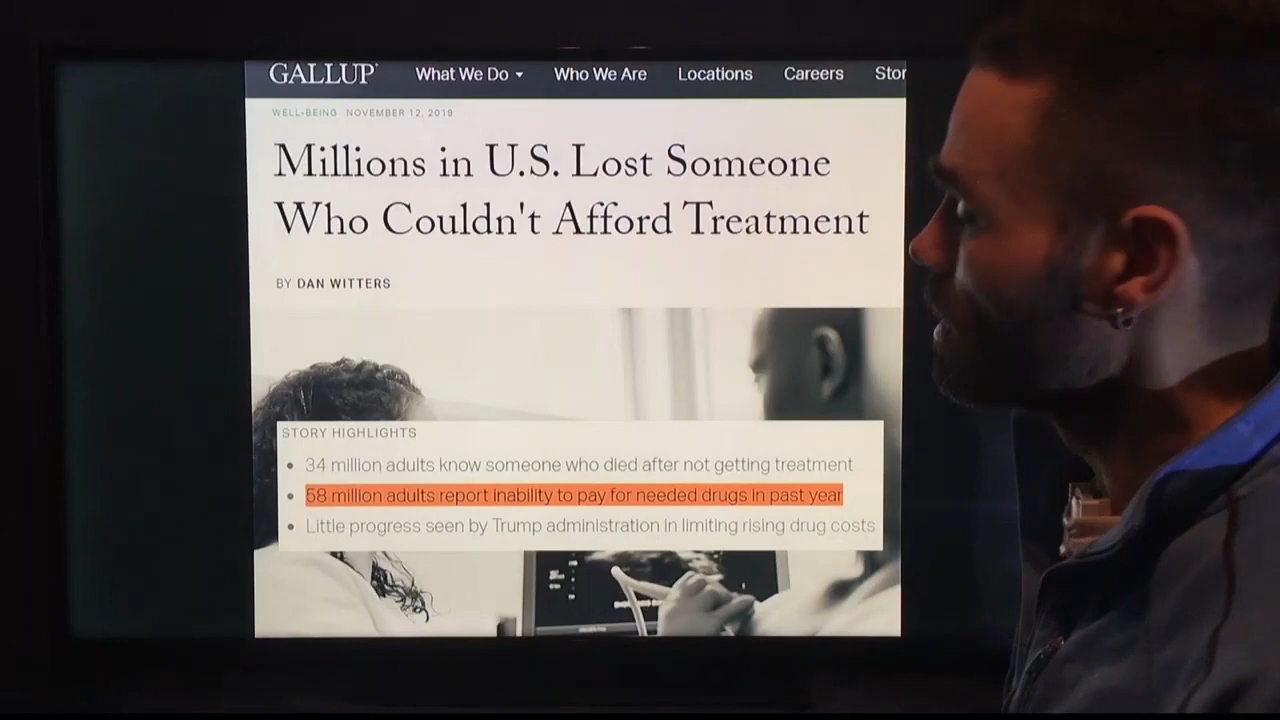 GALLUP
What We Do Who We Are Locations Careers Stor
WELL-BEING NOVEMBER 12, 2019
Millions in U.S. Lost Someone
Who Couldn't Afford Treatment
BY DAN WITTERS
STORY HIGHLIGHTS
• 34 million adults know someone who died after not getting treatment
• 58 million adults report inability to pay for needed drugs in past year
• Little progress seen by Trump administration in limiting rising drug costs